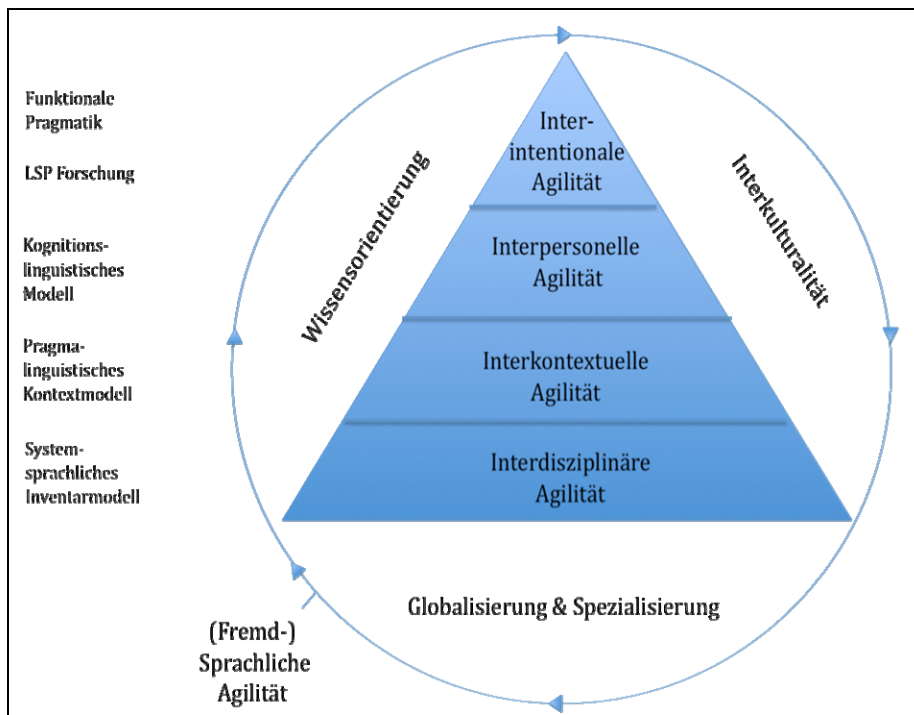 Funktionale
Pragmatik
LSP Forschung
Kognitions-
linguistisches
Modell
Pragma-
linguistisches
Kontextmodell
System-
sprachliches
Inventarmodell
Wissensorientierung
Inter-
intentionale
Agilität
Interpersonelle
Agilität
Interkontextuelle
Agilität
Interdisziplinäre
Agilität
Interkulturalität
Globalisierung & Spezialisierung
(Fremd-)
Sprachliche
Agilität